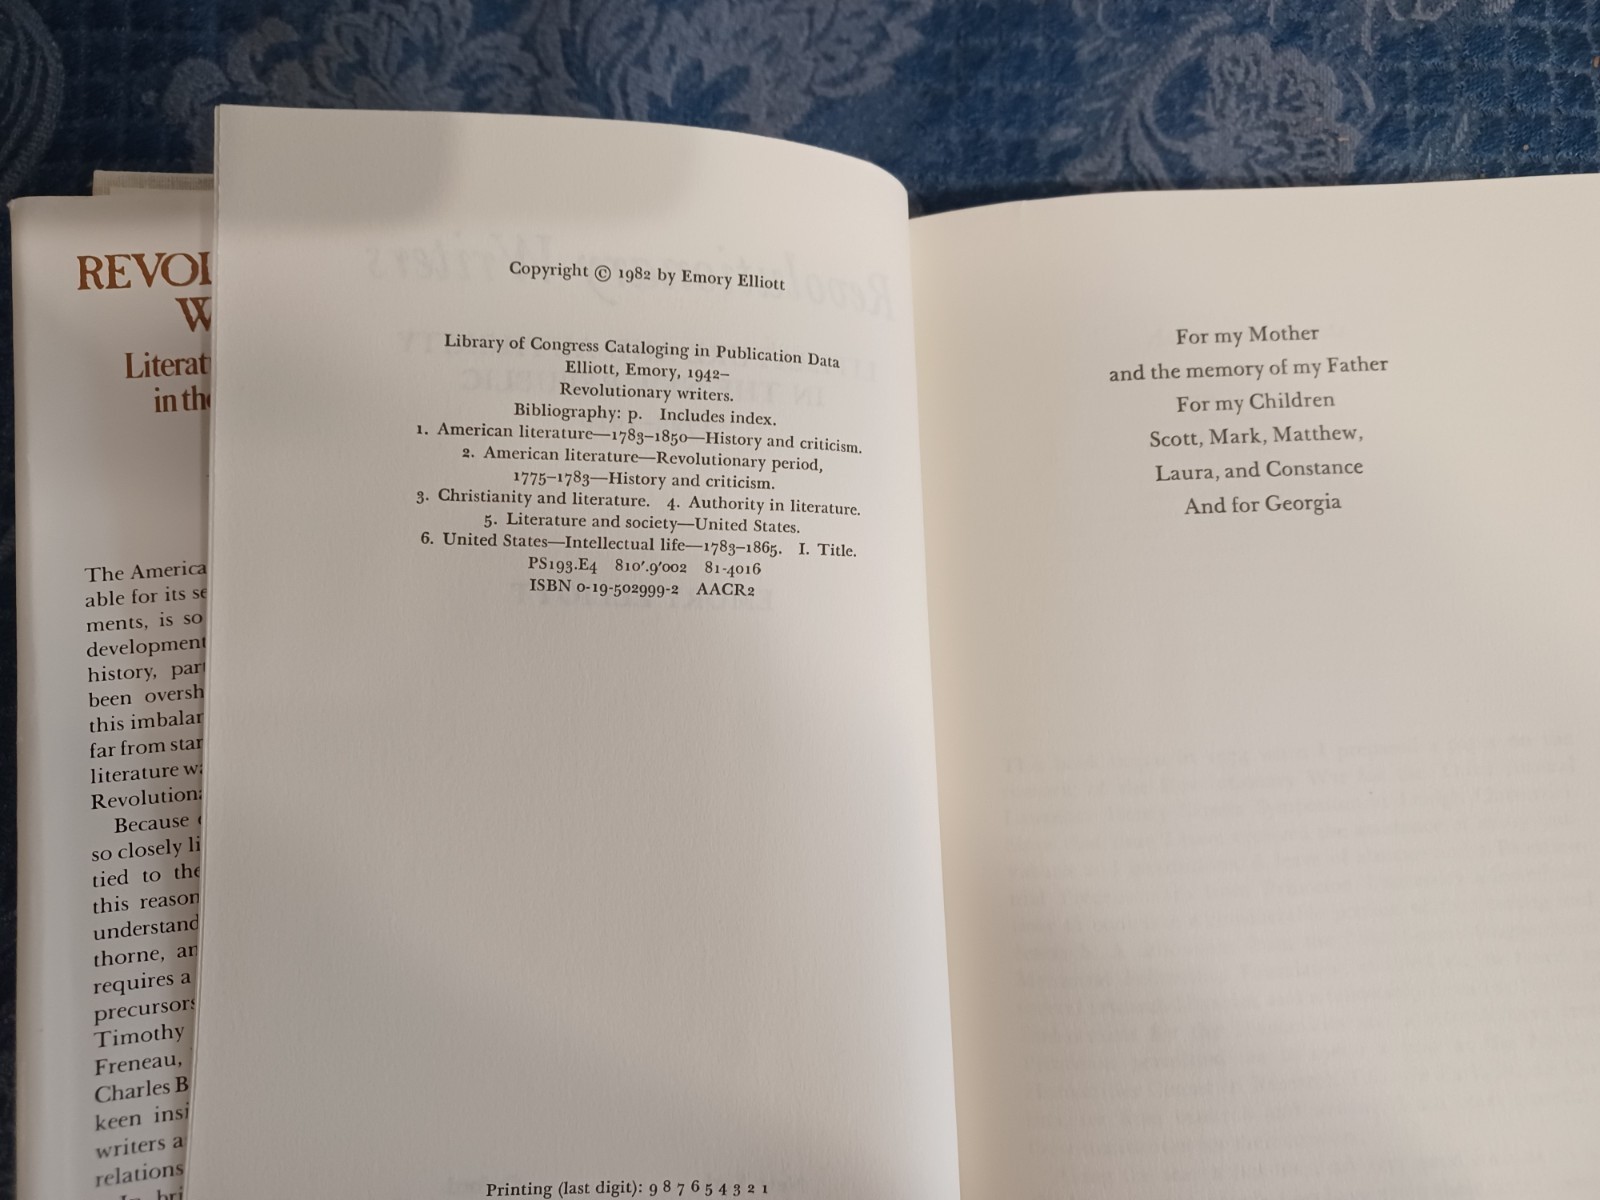 REVOL
W
Literat
in the
The America
able for its se
ments, is so
development
history, part
been oversh
this imbalan
far from star
literature wa
Revolutiona
Because
so closely li
tied to the
this reason
understand
thorne, an
requires a
precursors
Timothy
Freneau,
Charles B
keen insi
writers a
relations
In bri
Copyright © 1982 by Emory Elliott
Library of Congress Cataloging in Publication Data
Elliott, Emory, 1942–
Revolutionary writers.
Bibliography: p. Includes index.
1. American literature—1783–1850—History and criticism.
2. American literature—Revolutionary period,
1775–1783—History and criticism.
3. Christianity and literature. 4. Authority in literature.
5. Literature and society—United States.
6. United States—Intellectual life—1783–1865. I. Title.
PS193.E4 810'.9'002 81-4016
ISBN 0-19-502999-2 AACR2
Printing (last digit): 9 8 7 6 5 4 3 2 1
For my Mother
and the memory of my Father
For my Children
Scott, Mark, Matthew,
Laura, and Constance
And for Georgia